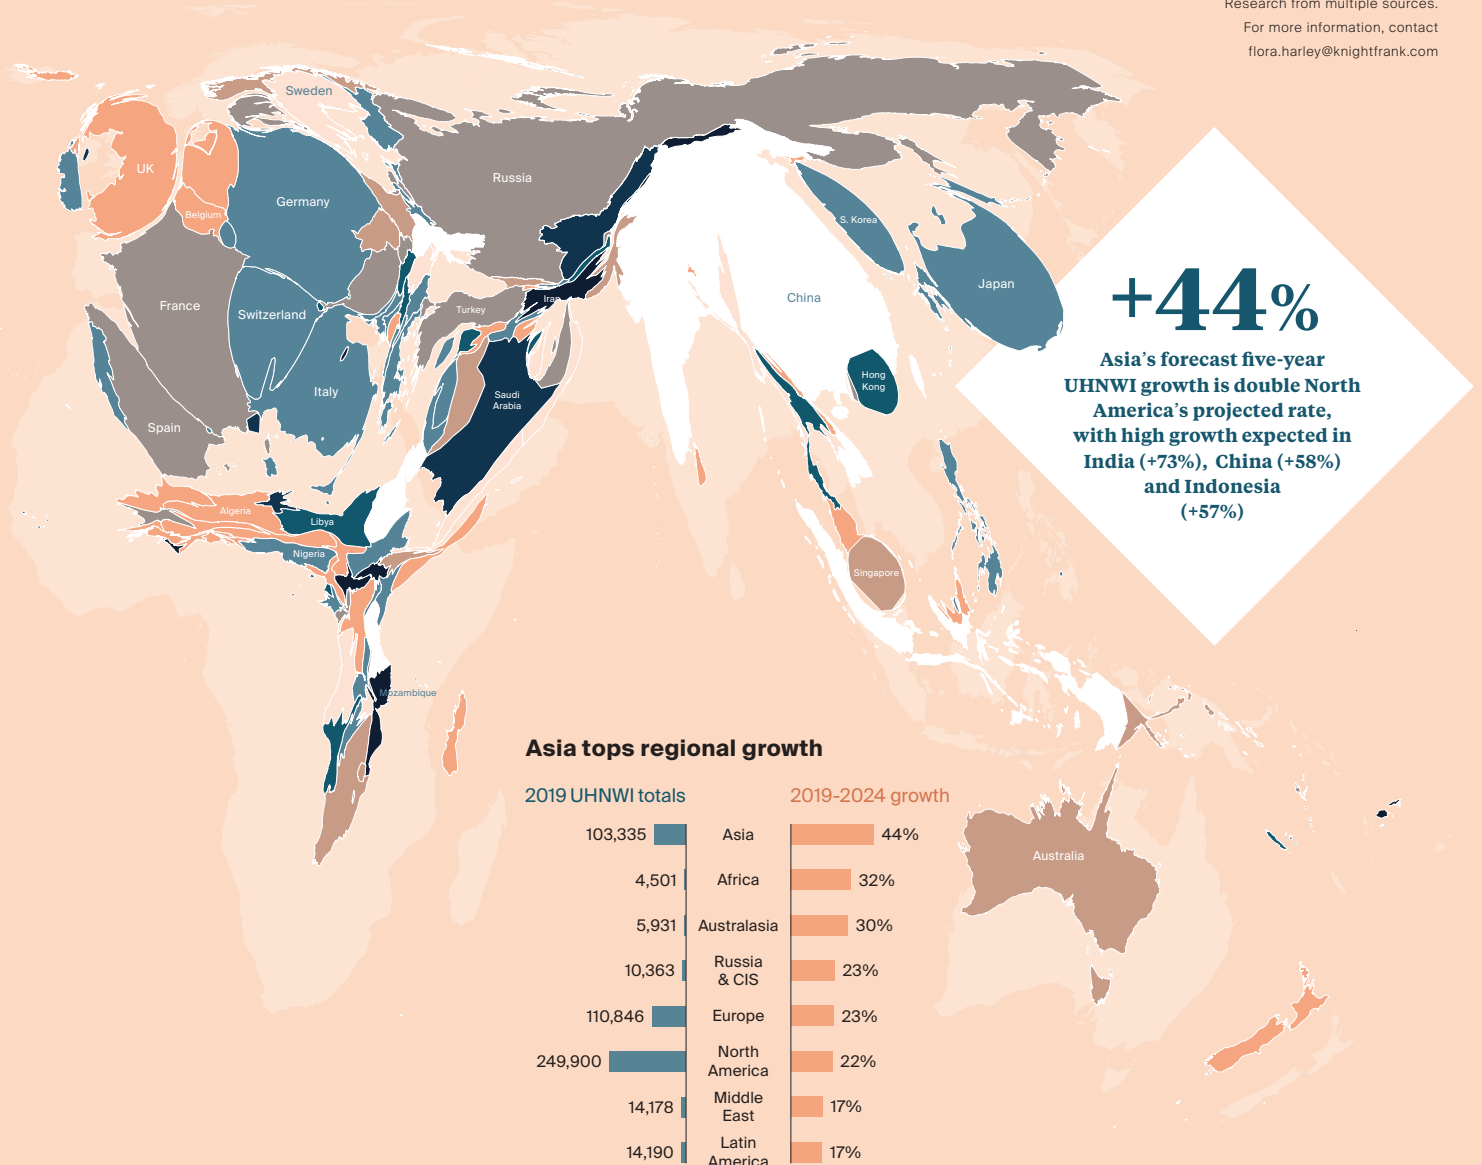 Research from multiple sources.
For more information, contact
flora.harley@knightfrank.com
Sweden
UK
Russia
Belgium
Germany
S. Korea
France
Switzerland
Turkey
Iran
China
Japan
Italy
Saudi
Arabia
Hong
Kong
Spain
Algeria
Libya
Nigeria
Singapore
Mozambique
Australia
+44%
Asia’s forecast five-year
UHNWI growth is double North
America’s projected rate,
with high growth expected in
India (+73%), China (+58%)
and Indonesia
(+57%)
Asia tops regional growth
2019 UHNWI totals 2019-2024 growth
103,335 Asia 44%
4,501 Africa 32%
5,931 Australasia 30%
10,363 Russia
& CIS 23%
110,846 Europe 23%
249,900 North
America 22%
14,178 Middle
East 17%
14,190 Latin
America 17%